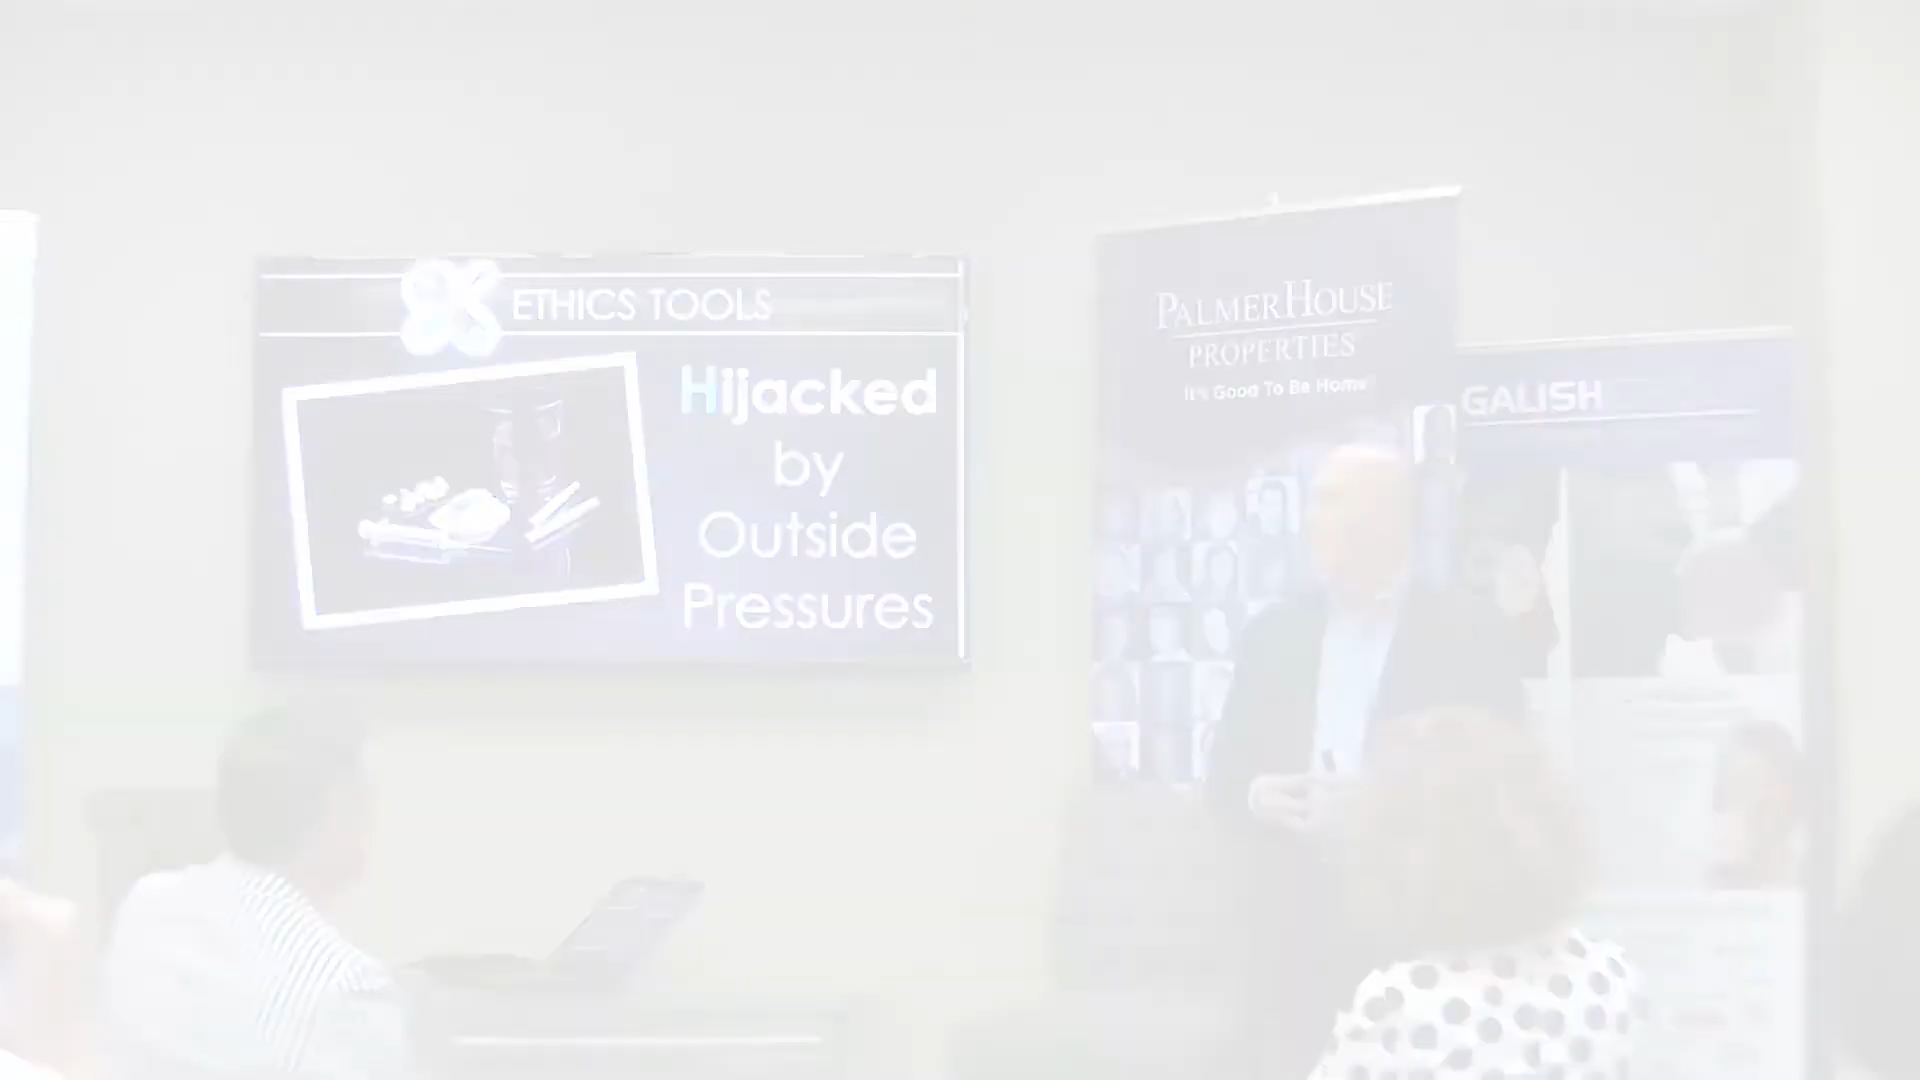 ETHICS TOOLS
Hijacked
by
Outside
Pressures
PALMERHOUSE
PROPERTIES
It's Good To Be Home
GALISH